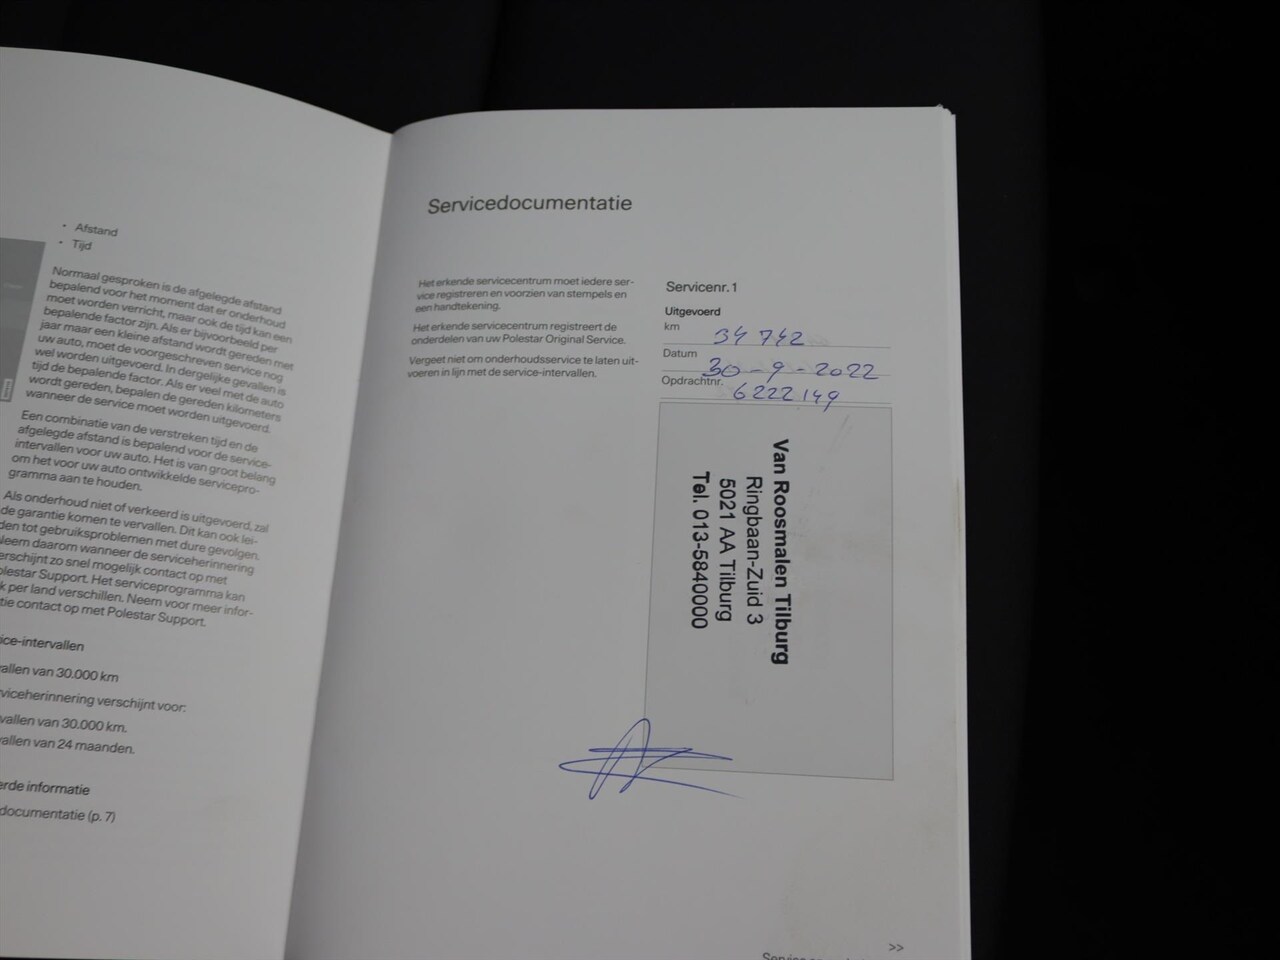 • Afstand
• Tijd
Normaal gesproken is de afgelegde afstand
bepalend voor het moment dat er onderhoud
moet worden verricht, maar ook de tijd kan een
bepalende factor zijn. Als er bijvoorbeeld per
jaar maar een kleine afstand wordt gereden met
uw auto, moet de voorgeschreven service nog
wel worden uitgevoerd. In dergelijke gevallen is
tijd de bepalende factor. Als er veel met de auto
wordt gereden, bepalen de gereden kilometers
wanneer de service moet worden uitgevoerd.
Een combinatie van de verstreken tijd en de
afgelegde afstand is bepalend voor de service-
intervallen voor uw auto. Het is van groot belang
om het voor uw auto ontwikkelde servicepro-
gramma aan te houden.
Als onderhoud niet of verkeerd is uitgevoerd, zal
de garantie komen te vervallen. Dit kan ook lei-
den tot gebruiksproblemen met dure gevolgen.
Neem daarom wanneer de serviceherinnering
erschijnt zo snel mogelijk contact op met
olestar Support. Het serviceprogramma kan
k per land verschillen. Neem voor meer infor-
tie contact op met Polestar Support.
ice-intervallen
allen van 30.000 km
viceherinnering verschijnt voor:
vallen van 30.000 km.
allen van 24 maanden.
erde informatie
documentatie (p. 7)
Servicedocumentatie
Het erkende servicecentrum moet iedere ser-
vice registreren en voorzien van stempels en
een handtekening.
Het erkende servicecentrum registreert de
onderdelen van uw Polestar Original Service.
Vergeet niet om onderhoudsservice te laten uit-
voeren in lijn met de service-intervallen.
Servicenr. 1
Uitgevoerd
km 34 742
Datum 30-9-2022
Opdrachtnr. 6222149
Van Roosmalen Tilburg
Ringbaan-Zuid 3
5021 AA Tilburg
Tel. 013-5840000
>>